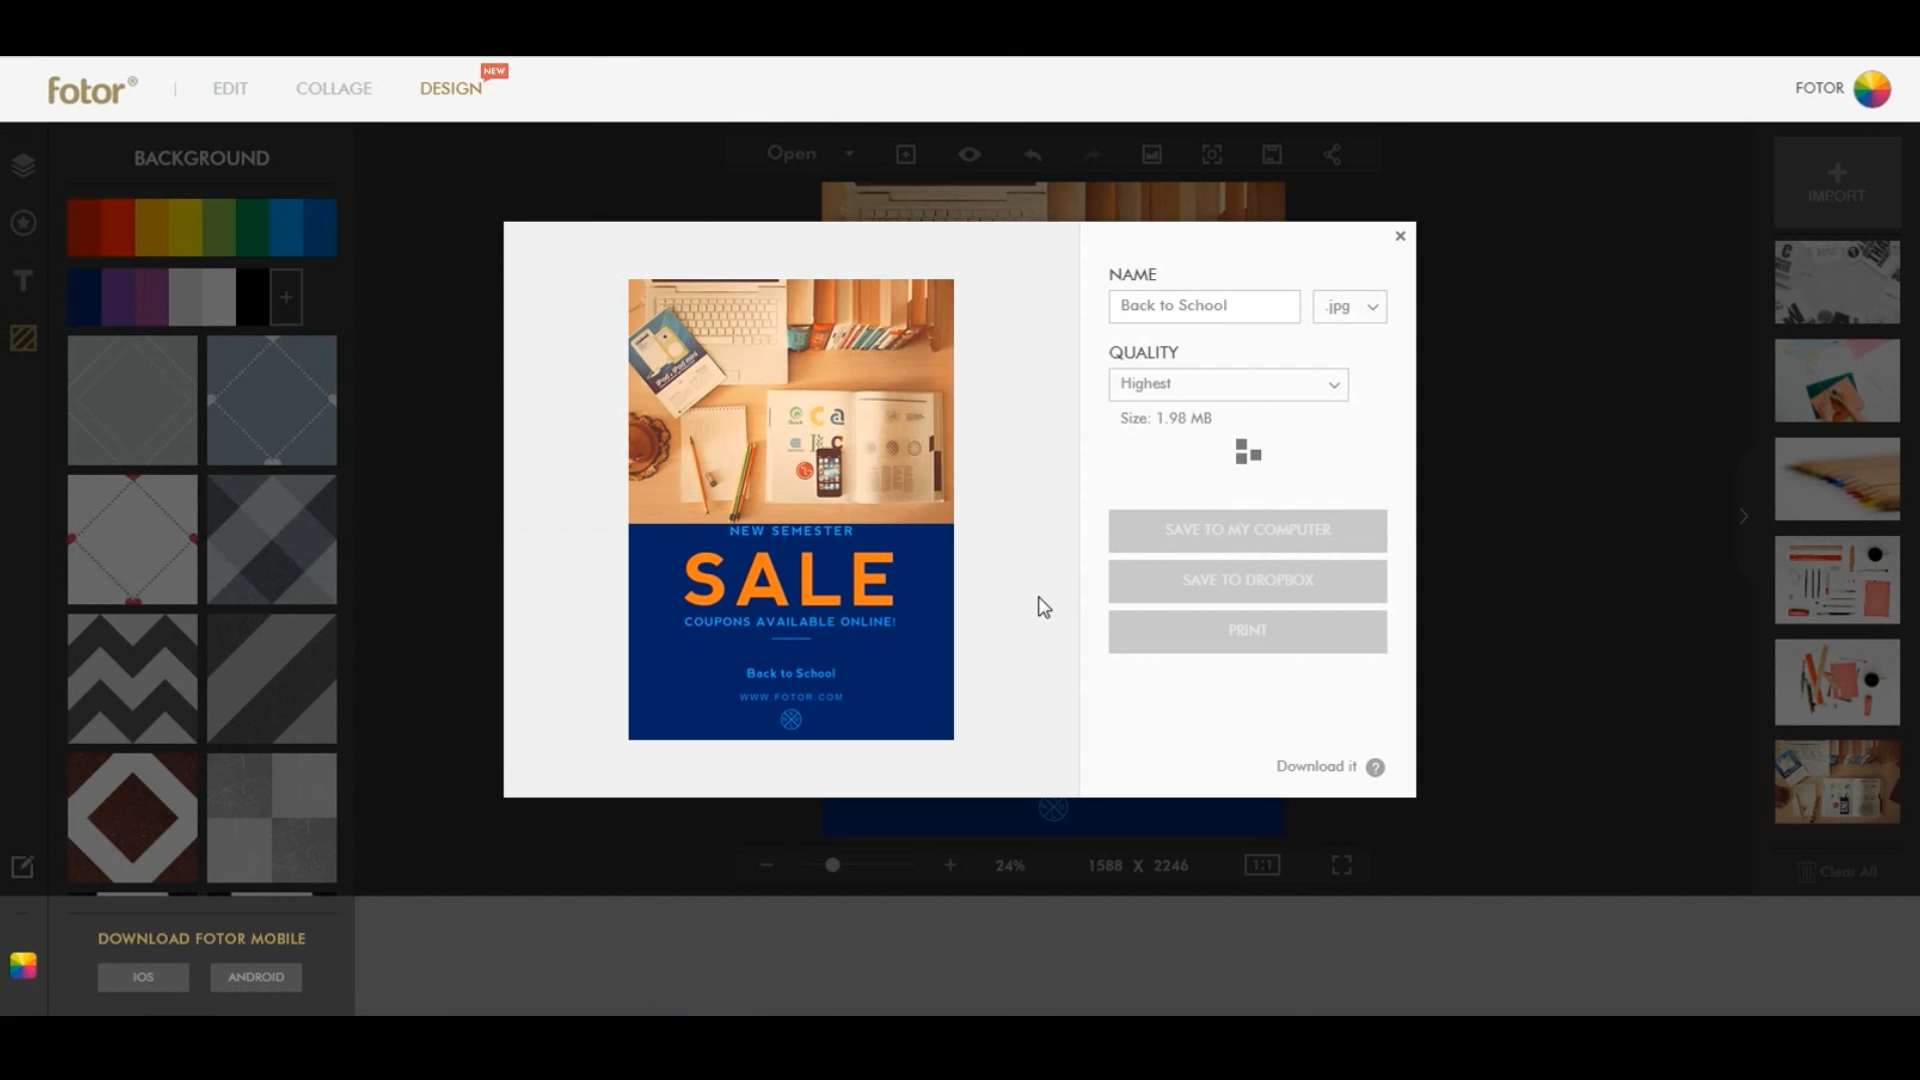 fotor®
EDIT
COLLAGE
DESIGN
NEW
FOTOR
BACKGROUND
Open
+
IMPORT
NAME
Back to School
.jpg
QUALITY
Highest
Size: 1.98 MB
SAVE TO MY COMPUTER
SAVE TO DROPBOX
PRINT
Download it ?
NEW SEMESTER
SALE
COUPONS AVAILABLE ONLINE!
Back to School
WWW.FOTOR.COM
24%
1588 X 2246
1:1
Clear All
DOWNLOAD FOTOR MOBILE
IOS
ANDROID